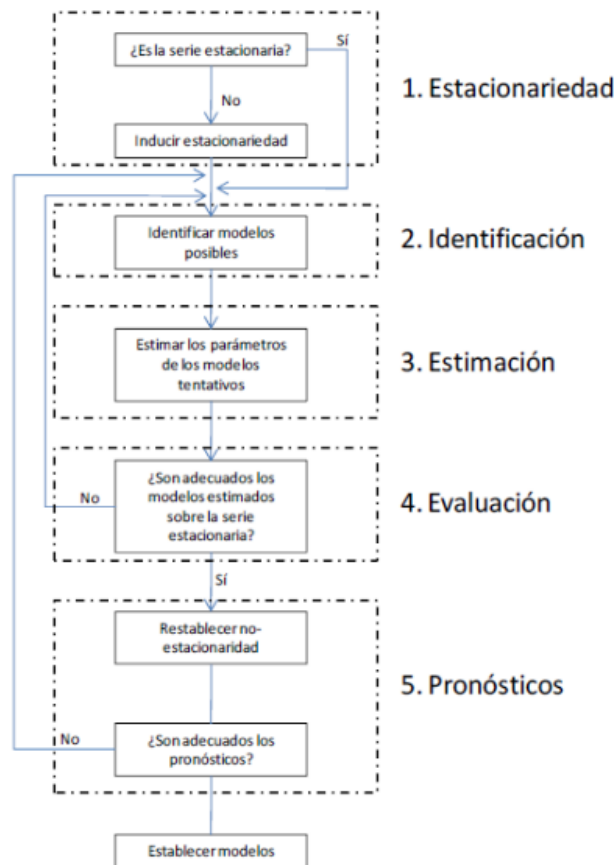 ¿Es la serie estacionaria?
Sí
No
Inducir estacionariedad
1. Estacionariedad
Identificar modelos
posibles
2. Identificación
Estimar los parámetros
de los modelos
tentativos
3. Estimación
¿Son adecuados los
modelos estimados
sobre la serie
estacionaria?
No
4. Evaluación
Sí
Restablecer no-
estacionaridad
5. Pronósticos
No
¿Son adecuados los
pronósticos?
Establecer modelos